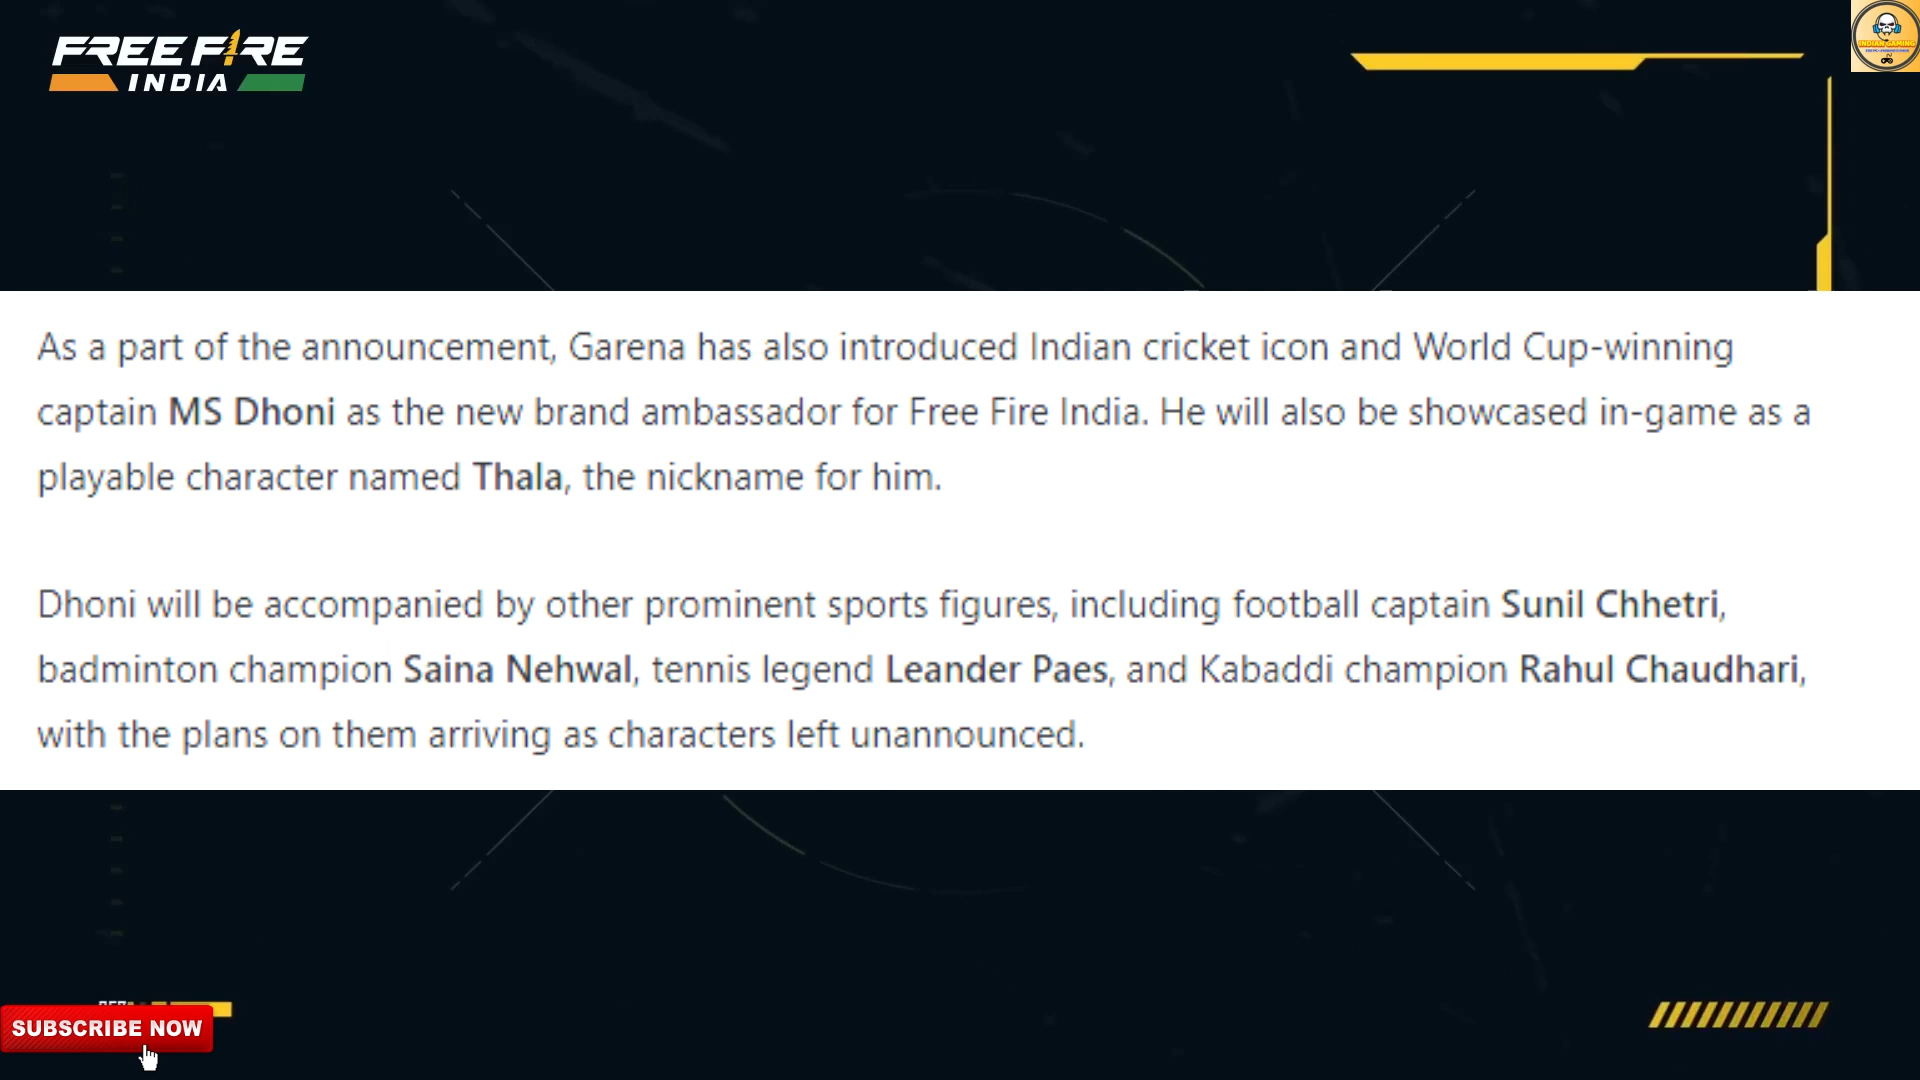 FREE FIRE
INDIA
INDIAN GAMING
As a part of the announcement, Garena has also introduced Indian cricket icon and World Cup-winning
captain MS Dhoni as the new brand ambassador for Free Fire India. He will also be showcased in-game as a
playable character named Thala, the nickname for him.
Dhoni will be accompanied by other prominent sports figures, including football captain Sunil Chhetri,
badminton champion Saina Nehwal, tennis legend Leander Paes, and Kabaddi champion Rahul Chaudhari,
with the plans on them arriving as characters left unannounced.
SUBSCRIBE NOW